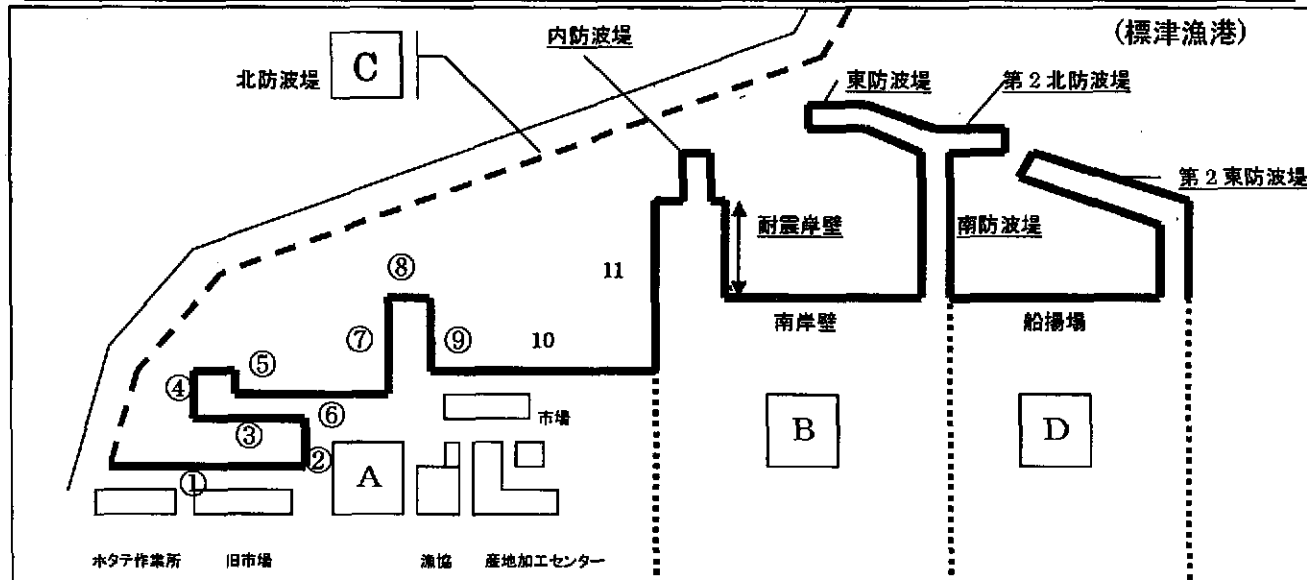 (標津漁港)
内防波堤
C
北防波堤
東防波堤
第2北防波堤
第2東防波堤
耐震岸壁
南防波堤
⑧
11
南岸壁
船揚場
⑦
⑨
10
⑤
④
⑥
市場
③
B
D
②
A
①
ホタテ作業所
旧市場
漁協
産地加工センター